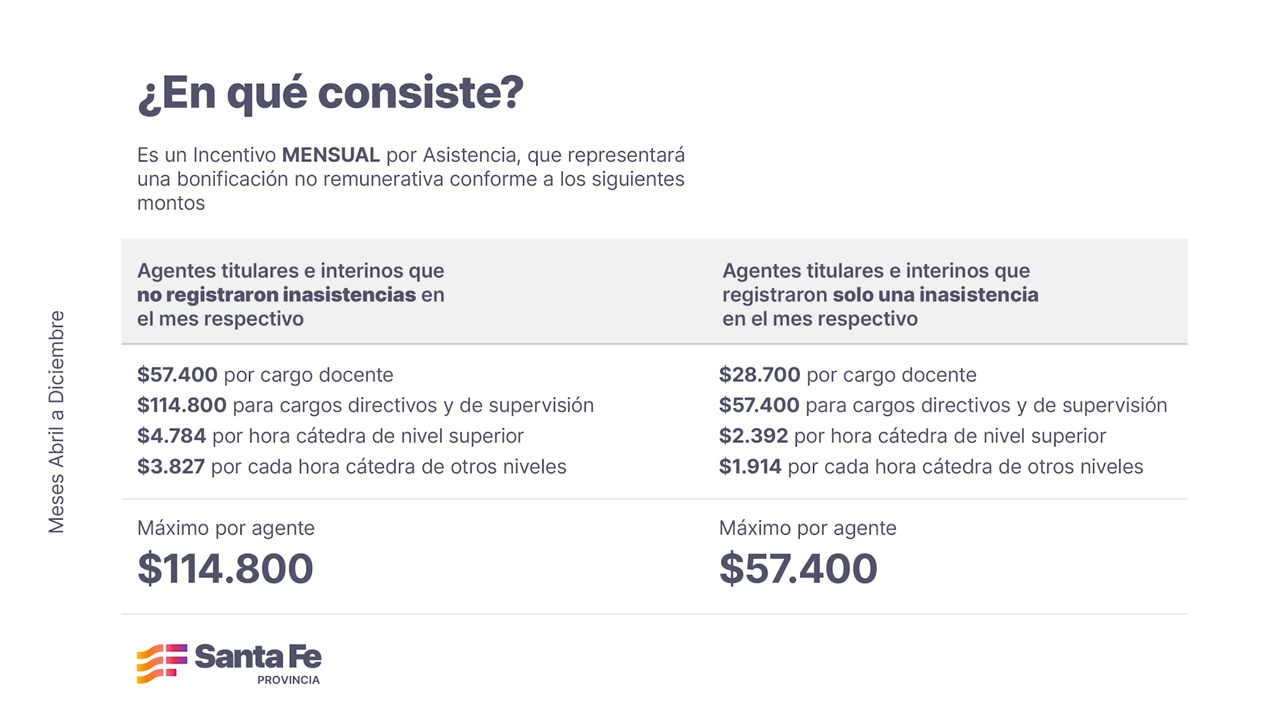 ¿En qué consiste?
Es un Incentivo MENSUAL por Asistencia, que representará
una bonificación no remunerativa conforme a los siguientes
montos
Meses Abril a Diciembre
Agentes titulares e interinos que
no registraron inasistencias en
el mes respectivo
$57.400 por cargo docente
$114.800 para cargos directivos y de supervisión
$4.784 por hora cátedra de nivel superior
$3.827 por cada hora cátedra de otros niveles
Máximo por agente
$114.800
Agentes titulares e interinos que
registraron solo una inasistencia
en el mes respectivo
$28.700 por cargo docente
$57.400 para cargos directivos y de supervisión
$2.392 por hora cátedra de nivel superior
$1.914 por cada hora cátedra de otros niveles
Máximo por agente
$57.400
Santa Fe
PROVINCIA